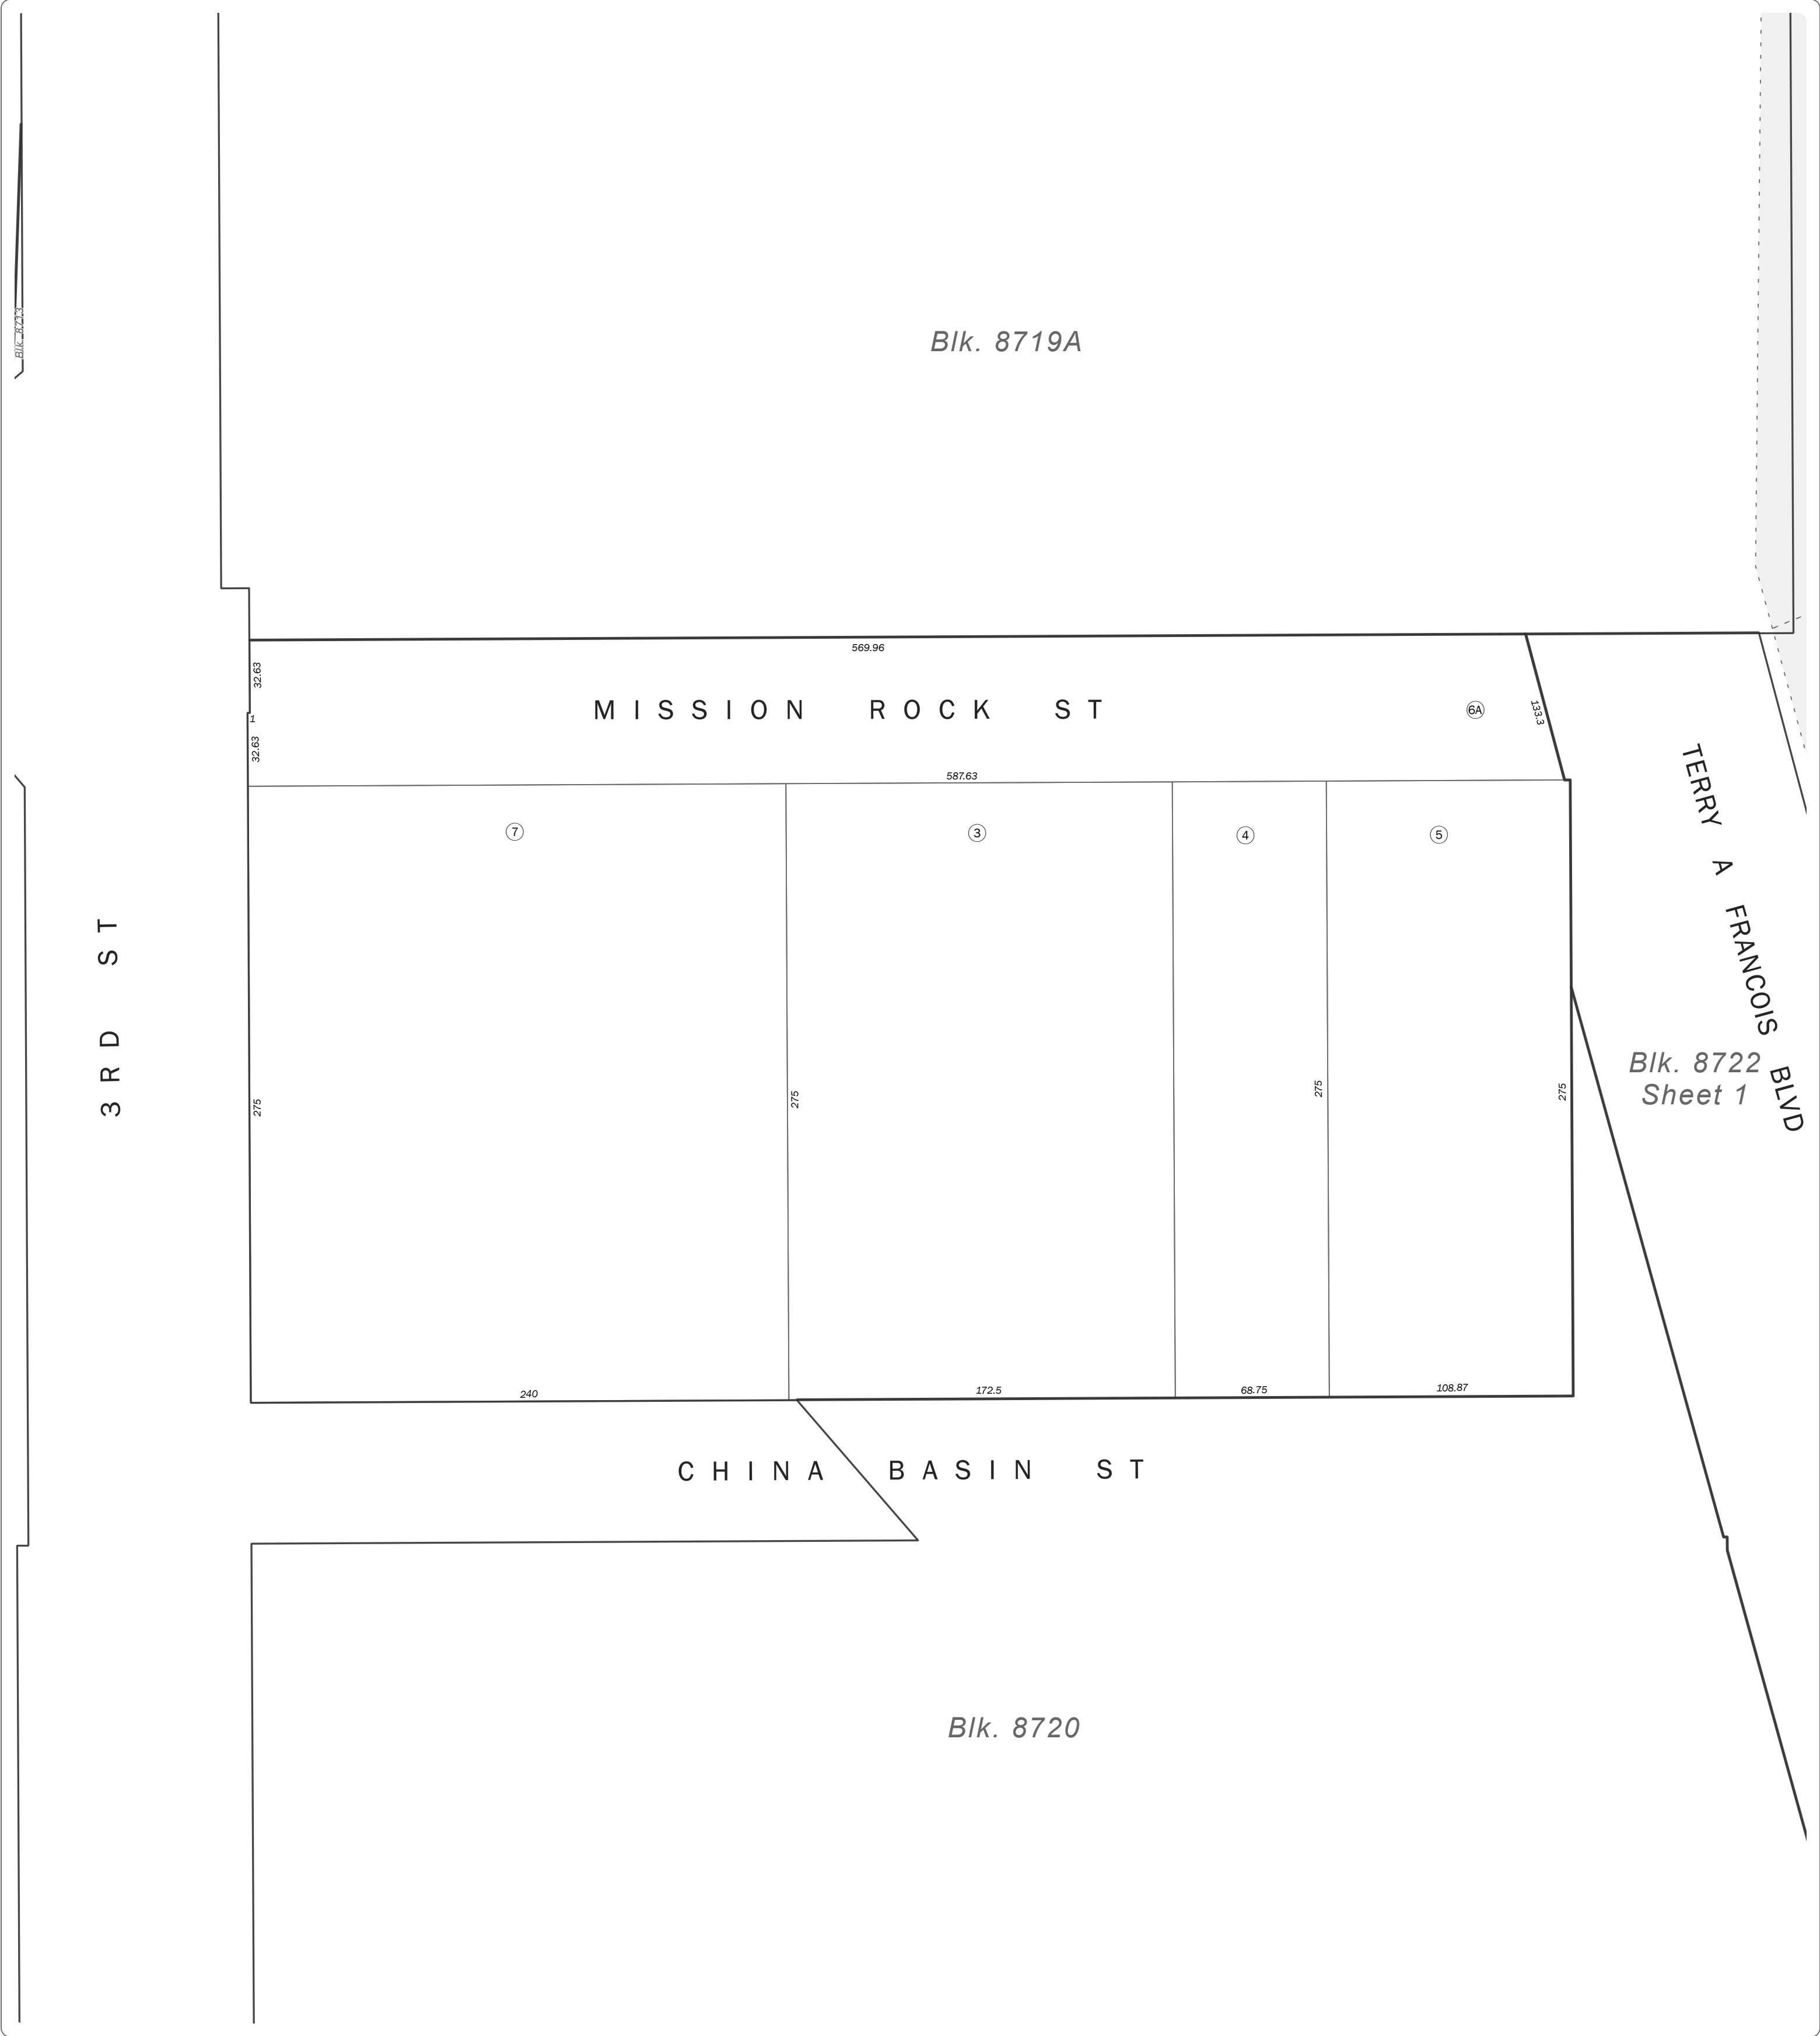 Blk. 8713
Blk. 8719A
569.96
32.63
MISSION ROCK ST
6A
133.3
1
32.63
587.63
7
3
4
5
TERRY A FRANCOIS BLVD
3RD ST
275
275
275
275
Blk. 8722
Sheet 1
240
172.5
68.75
108.87
CHINA BASIN ST
Blk. 8720